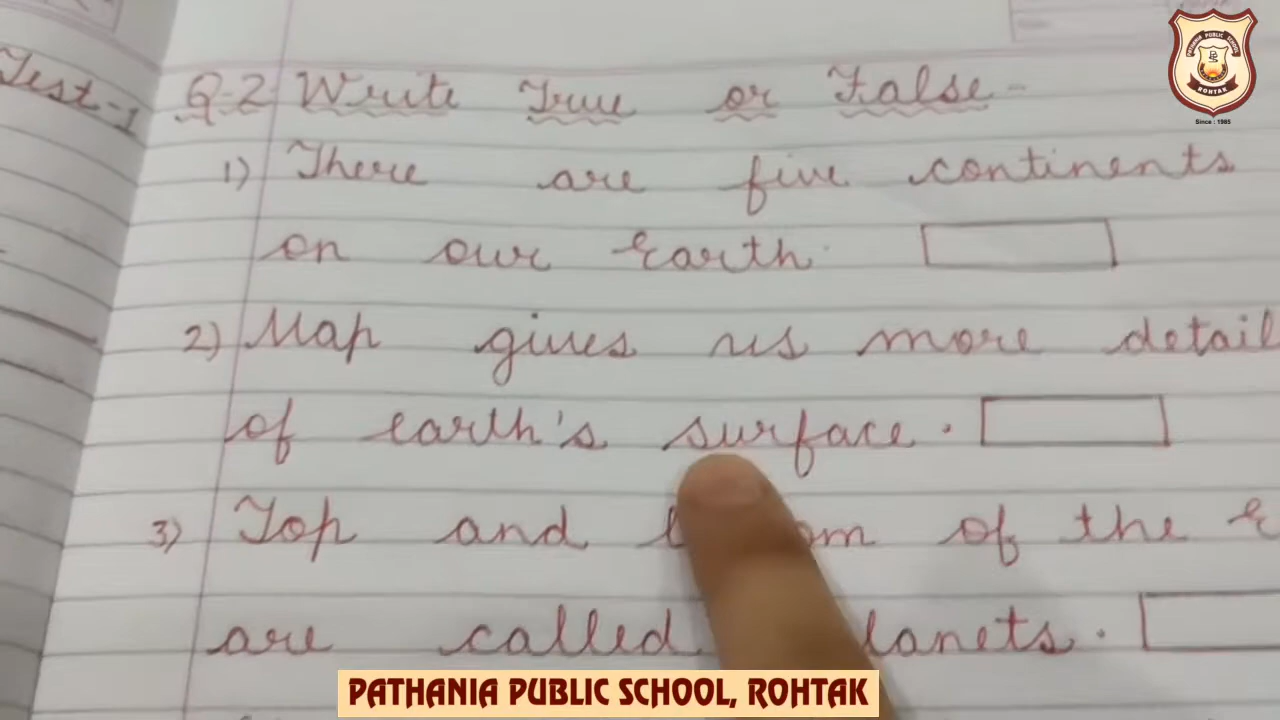 Test-1
Q.2 Write True or False-
1) There are five continents
on our Earth.
2) Map gives us more detail
of earth's surface.
3) Top and of the
are called
PATHANIA PUBLIC SCHOOL
ROHTAK
Since : 1985
PATHANIA PUBLIC SCHOOL, ROHTAK